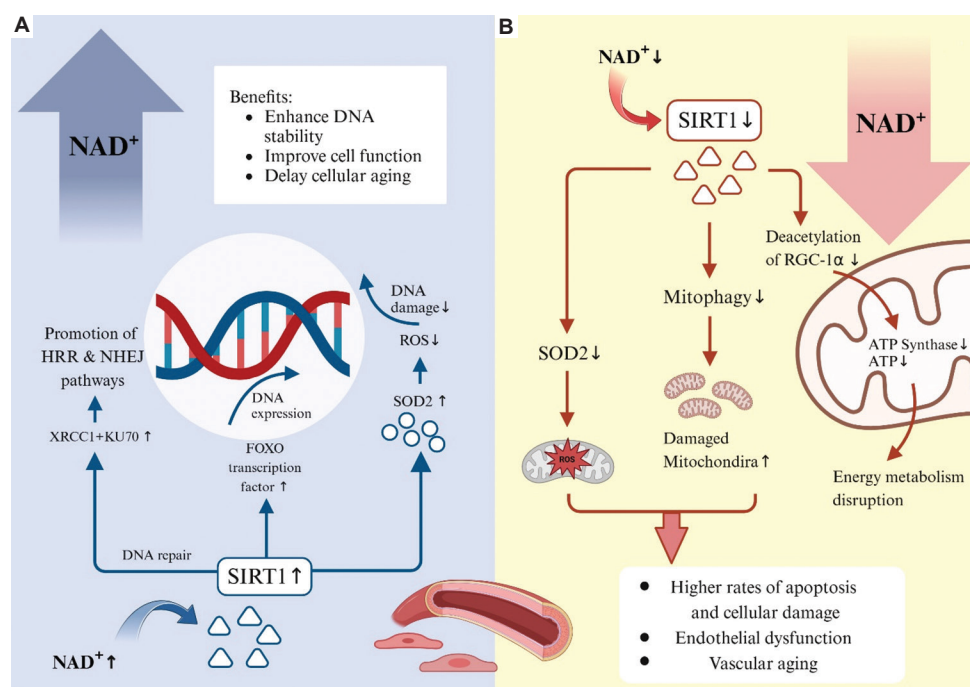 A
NAD+
Benefits:
• Enhance DNA
stability
• Improve cell function
• Delay cellular aging
DNA
damage↓
ROS↓
SOD2 ↑
Promotion of
HRR & NHEJ
pathways
XRCC1+KU70 ↑
DNA
expression
FOXO
transcription
factor ↑
DNA repair
SIRT1↑
NAD+↑
B
NAD+↓
SIRT1↓
NAD+
Deacetylation
of RGC-1α ↓
Mitophagy↓
SOD2↓
ATP Synthase↓
ATP↓
ROS
Damaged
Mitochondira↑
Energy metabolism
disruption
• Higher rates of apoptosis
and cellular damage
• Endothelial dysfunction
• Vascular aging